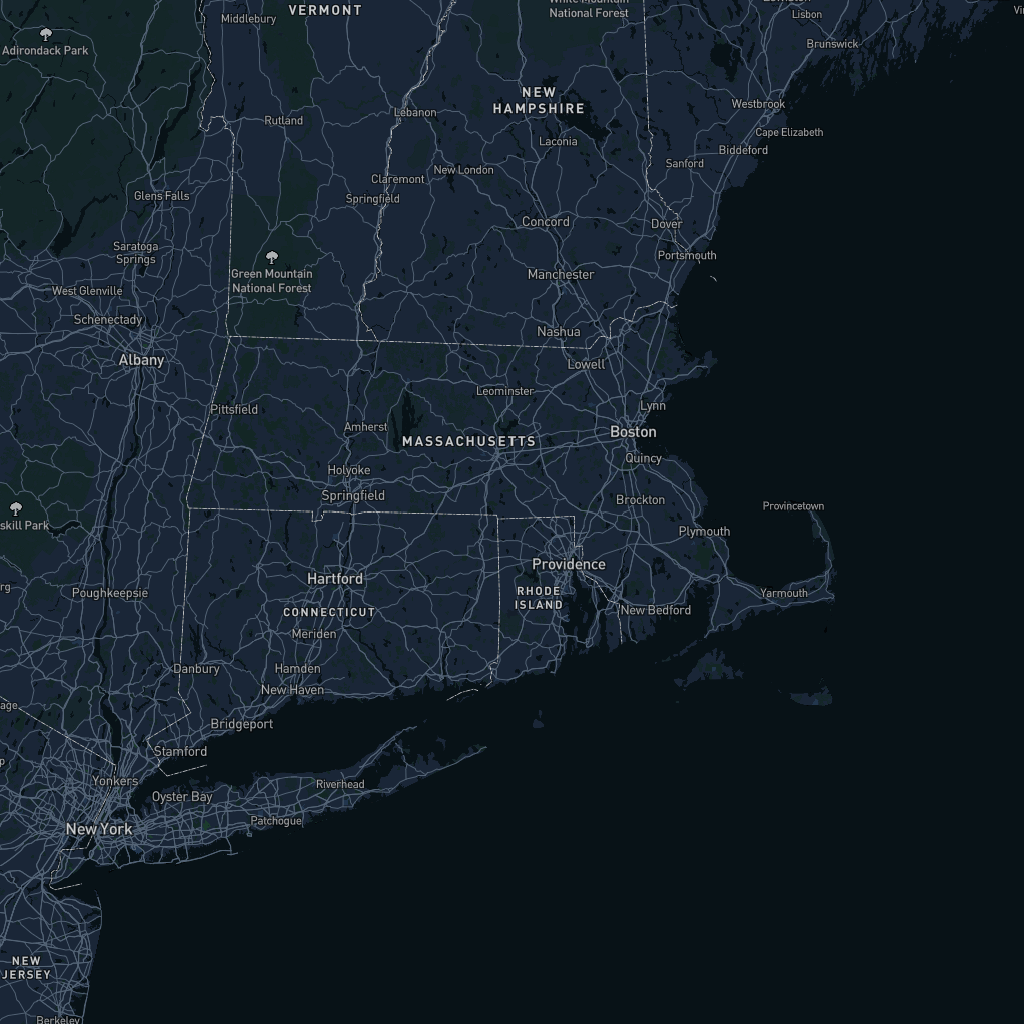 White Mountain
National Forest
VERMONT
Lisbon
Middlebury
Brunswick
Adirondack Park
NEW
HAMPSHIRE
Westbrook
Lebanon
Rutland
Cape Elizabeth
Laconia
Biddeford
Sanford
New London
Claremont
Glens Falls
Springfield
Concord
Dover
Saratoga
Springs
Portsmouth
Green Mountain
National Forest
Manchester
West Glenville
Schenectady
Nashua
Albany
Lowell
Leominster
Lynn
Pittsfield
Amherst
Boston
MASSACHUSETTS
Quincy
Holyoke
Springfield
Brockton
Provincetown
skill Park
Plymouth
Providence
Hartford
rg
Poughkeepsie
RHODE
ISLAND
Yarmouth
CONNECTICUT
New Bedford
Meriden
Danbury
Hamden
New Haven
age
Bridgeport
Stamford
Yonkers
Riverhead
Oyster Bay
Patchogue
New York
NEW
JERSEY
Berkeley